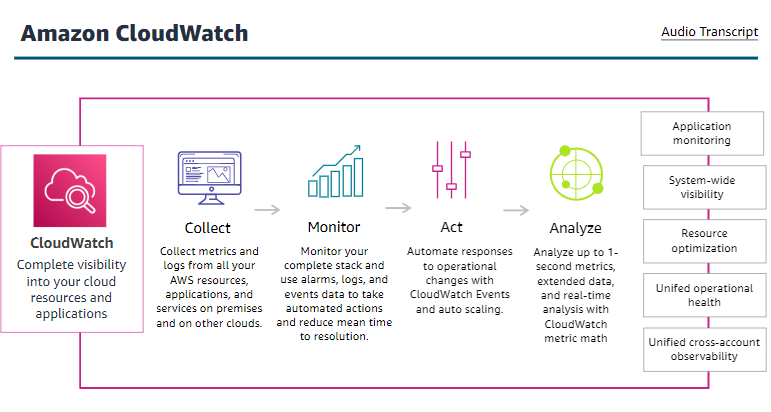 Amazon CloudWatch
Audio Transcript
CloudWatch
Complete visibility
into your cloud
resources and
applications
Collect
Collect metrics and
logs from all your
AWS resources,
applications, and
services on premises
and on other clouds.
Monitor
Monitor your
complete stack and
use alarms, logs, and
events data to take
automated actions
and reduce mean time
to resolution.
Act
Automate responses
to operational
changes with
CloudWatch Events
and auto scaling.
Analyze
Analyze up to 1-
second metrics,
extended data,
and real-time
analysis with
CloudWatch
metric math
Application
monitoring
System-wide
visibility
Resource
optimization
Unifed operational
health
Unified cross-account
observability